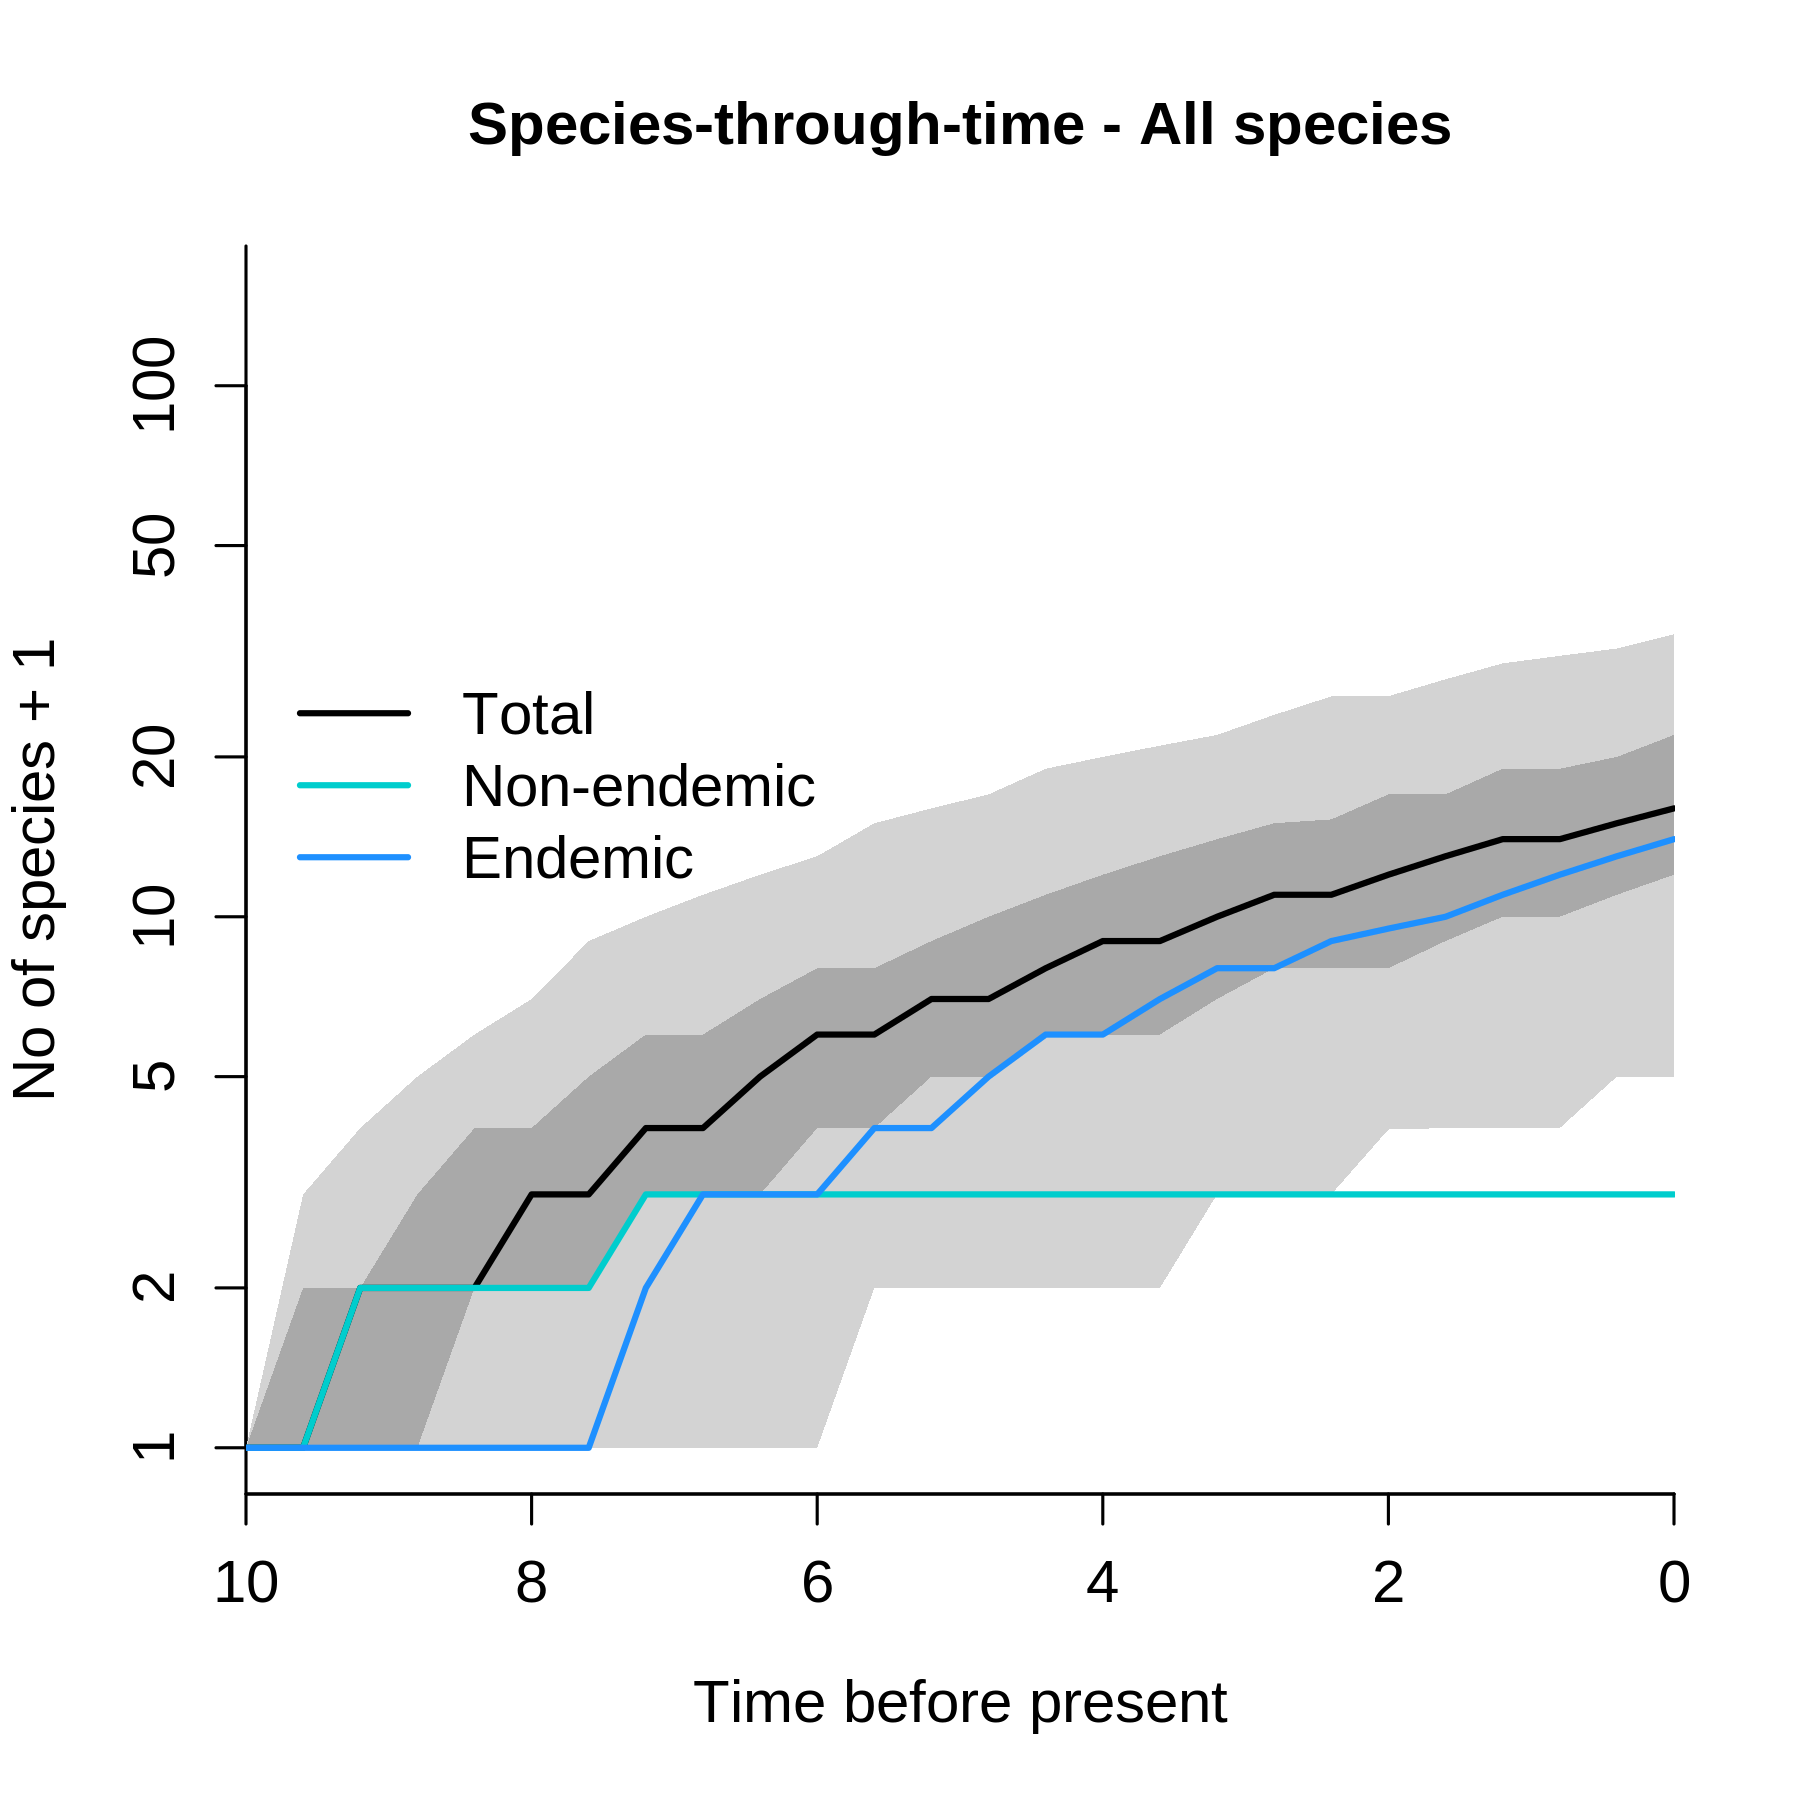 Species-through-time - All species
No of species + 1
100
50
20
10
5
2
1
Total
Non-endemic
Endemic
10 8 6 4 2 0
Time before present